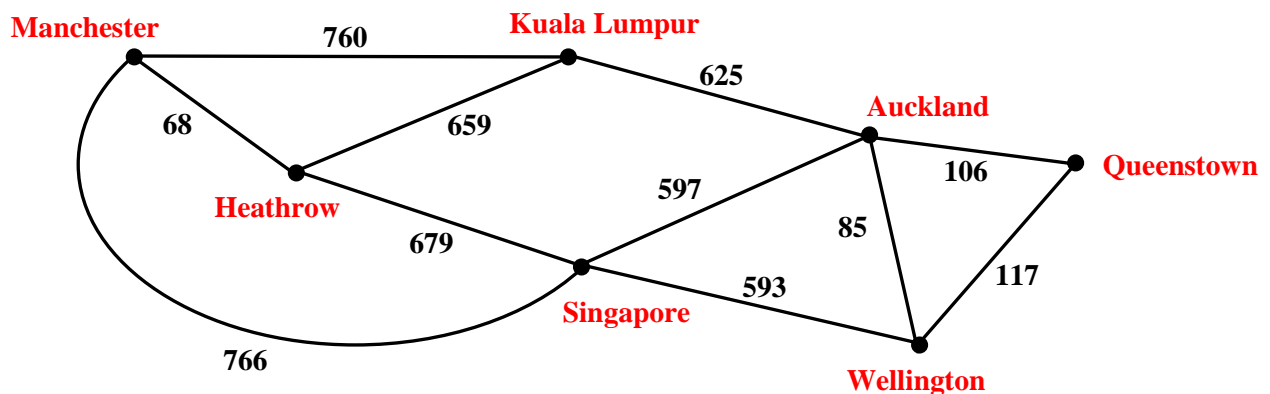 Manchester
760
Kuala Lumpur
625
68
659
Auckland
106
Queenstown
597
Heathrow
679
85
593
117
Singapore
766
Wellington